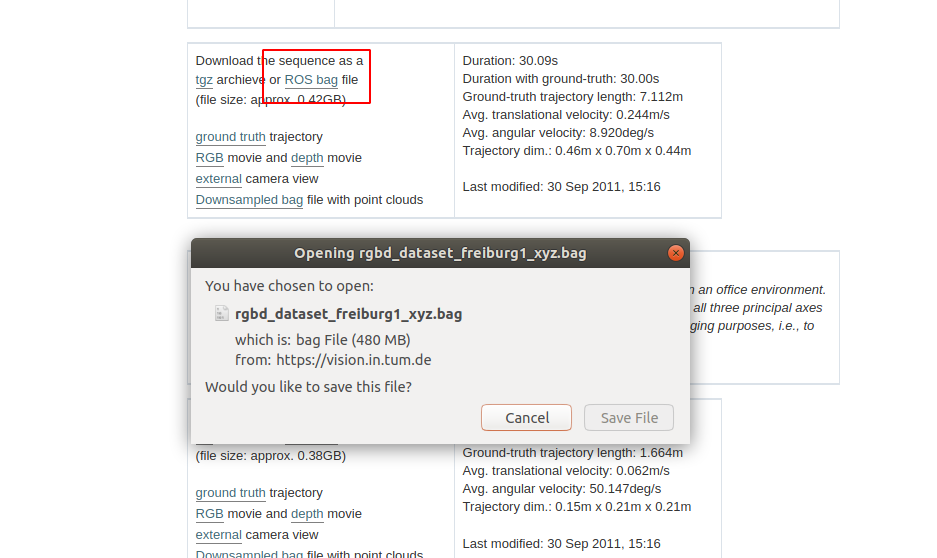 Download the sequence as a
tgz archieve or ROS bag file
(file size: approx. 0.42GB)
ground truth trajectory
RGB movie and depth movie
external camera view
Downsampled bag file with point clouds
Duration: 30.09s
Duration with ground-truth: 30.00s
Ground-truth trajectory length: 7.112m
Avg. translational velocity: 0.244m/s
Avg. angular velocity: 8.920deg/s
Trajectory dim.: 0.46m x 0.70m x 0.44m
Last modified: 30 Sep 2011, 15:16
Opening rgbd_dataset_freiburg1_xyz.bag
You have chosen to open:
rgbd_dataset_freiburg1_xyz.bag
which is: bag File (480 MB)
from: https://vision.in.tum.de
Would you like to save this file?
Cancel
Save File
an office environment.
all three principal axes
purposes, i.e., to
(file size: approx. 0.38GB)
ground truth trajectory
RGB movie and depth movie
external camera view
Downsampled bag file with point clouds
Ground-truth trajectory length: 1.664m
Avg. translational velocity: 0.062m/s
Avg. angular velocity: 50.147deg/s
Trajectory dim.: 0.15m x 0.21m x 0.21m
Last modified: 30 Sep 2011, 15:16